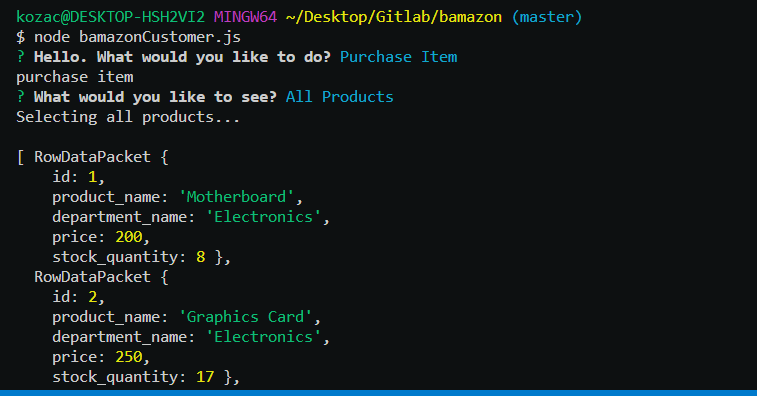 kozac@DESKTOP-HSH2VI2 MINGW64 ~/Desktop/Gitlab/bamazon (master)
$ node bamazonCustomer.js
? Hello. What would you like to do? Purchase Item
purchase item
? What would you like to see? All Products
Selecting all products...

[ RowDataPacket {
    id: 1,
    product_name: 'Motherboard',
    department_name: 'Electronics',
    price: 200,
    stock_quantity: 8 },
  RowDataPacket {
    id: 2,
    product_name: 'Graphics Card',
    department_name: 'Electronics',
    price: 250,
    stock_quantity: 17 },